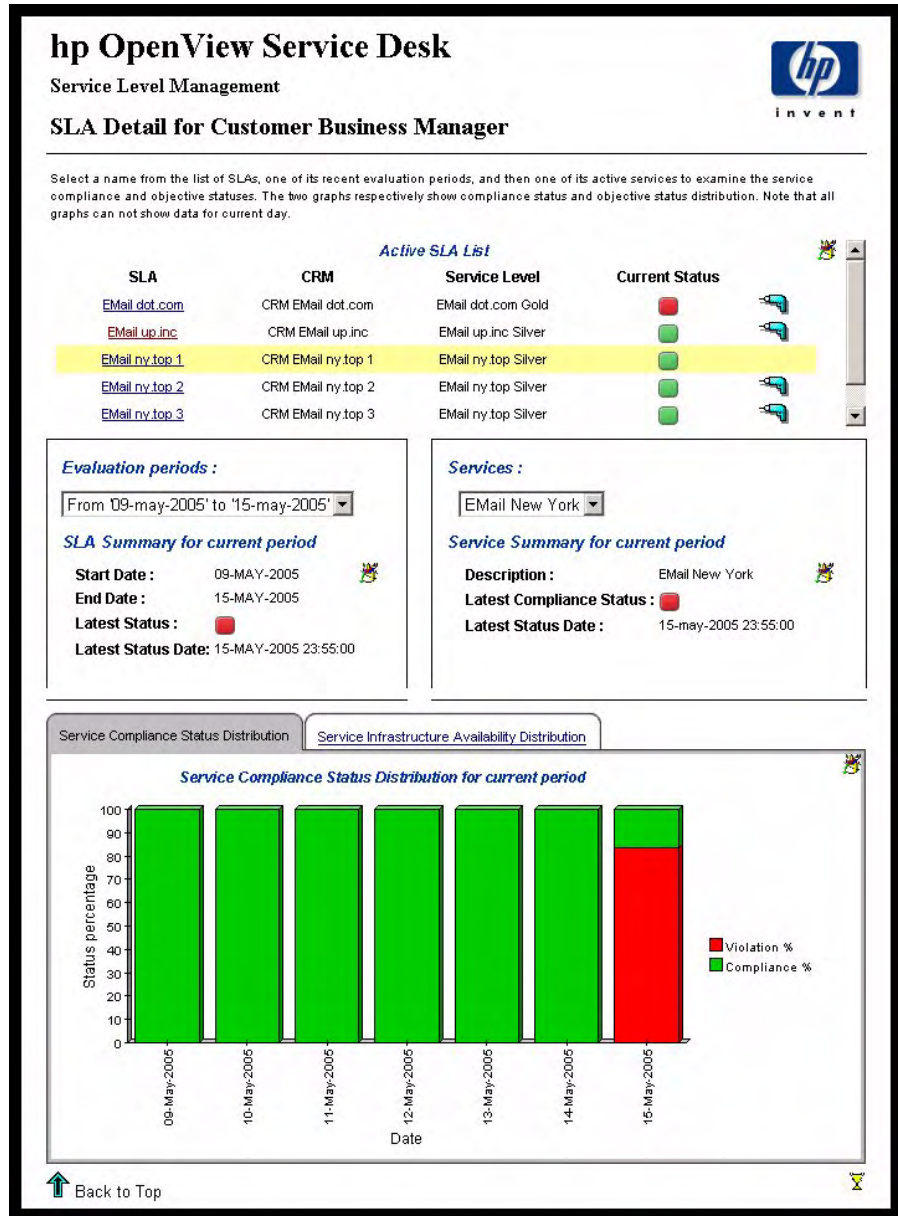 hp OpenView Service Desk
Service Level Management
SLA Detail for Customer Business Manager
hp
invent
Select a name from the list of SLAs, one of its recent evaluation periods, and then one of its active services to examine the service
compliance and objective statuses. The two graphs respectively show compliance status and objective status distribution. Note that all
graphs can not show data for current day.
Active SLA List
SLA CRM Service Level Current Status
EMail dot.com CRM EMail dot.com EMail dot.com Gold
EMail up.inc CRM EMail up.inc EMail up.inc Silver
EMail ny.top 1 CRM EMail ny.top 1 EMail ny.top Silver
EMail ny.top 2 CRM EMail ny.top 2 EMail ny.top Silver
EMail ny.top 3 CRM EMail ny.top 3 EMail ny.top Silver
Evaluation periods :
From '09-may-2005' to '15-may-2005'
SLA Summary for current period
Start Date : 09-MAY-2005
End Date : 15-MAY-2005
Latest Status :
Latest Status Date: 15-MAY-2005 23:55:00
Services :
EMail New York
Service Summary for current period
Description : EMail New York
Latest Compliance Status :
Latest Status Date : 15-may-2005 23:55:00
Service Compliance Status Distribution Service Infrastructure Availability Distribution
Service Compliance Status Distribution for current period
Status percentage
100
90
80
70
60
50
40
30
20
10
0
09-May-2005
10-May-2005
11-May-2005
12-May-2005
13-May-2005
14-May-2005
15-May-2005
Date
Violation %
Compliance %
Back to Top